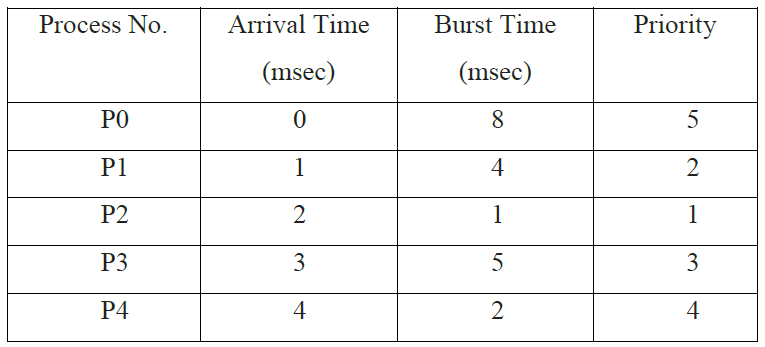 Process No. Arrival Time Burst Time Priority
(msec) (msec)
P0 0 8 5
P1 1 4 2
P2 2 1 1
P3 3 5 3
P4 4 2 4